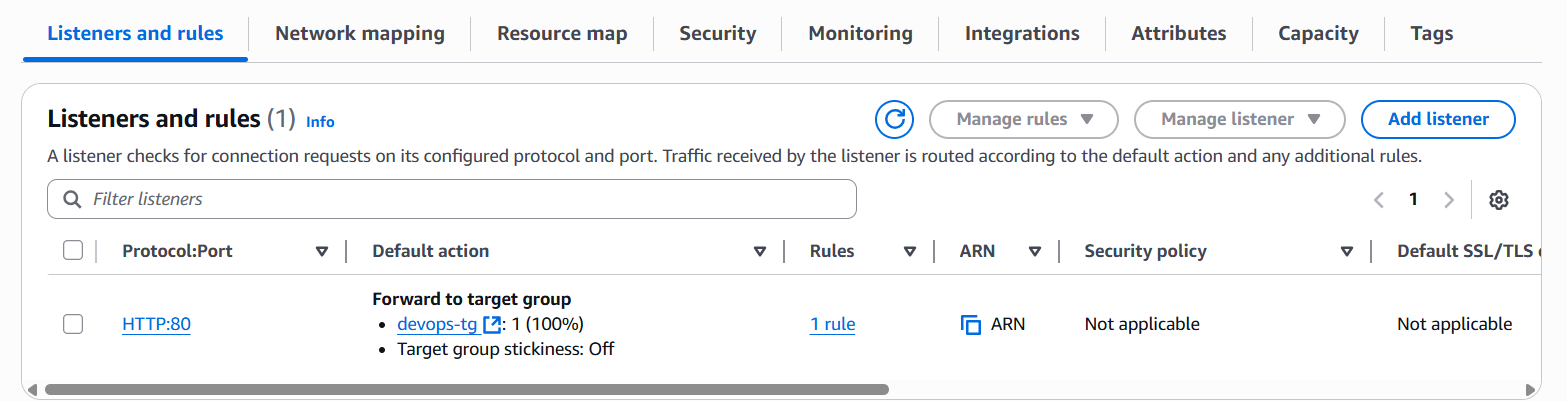 Listeners and rules Network mapping Resource map Security Monitoring Integrations Attributes Capacity Tags
Listeners and rules (1) Info Manage rules Manage listener Add listener
A listener checks for connection requests on its configured protocol and port. Traffic received by the listener is routed according to the default action and any additional rules.
Filter listeners 1
Protocol:Port Default action Rules ARN Security policy Default SSL/TLS
Forward to target group
HTTP:80 • devops-tg : 1 (100%) 1 rule ARN Not applicable Not applicable
• Target group stickiness: Off